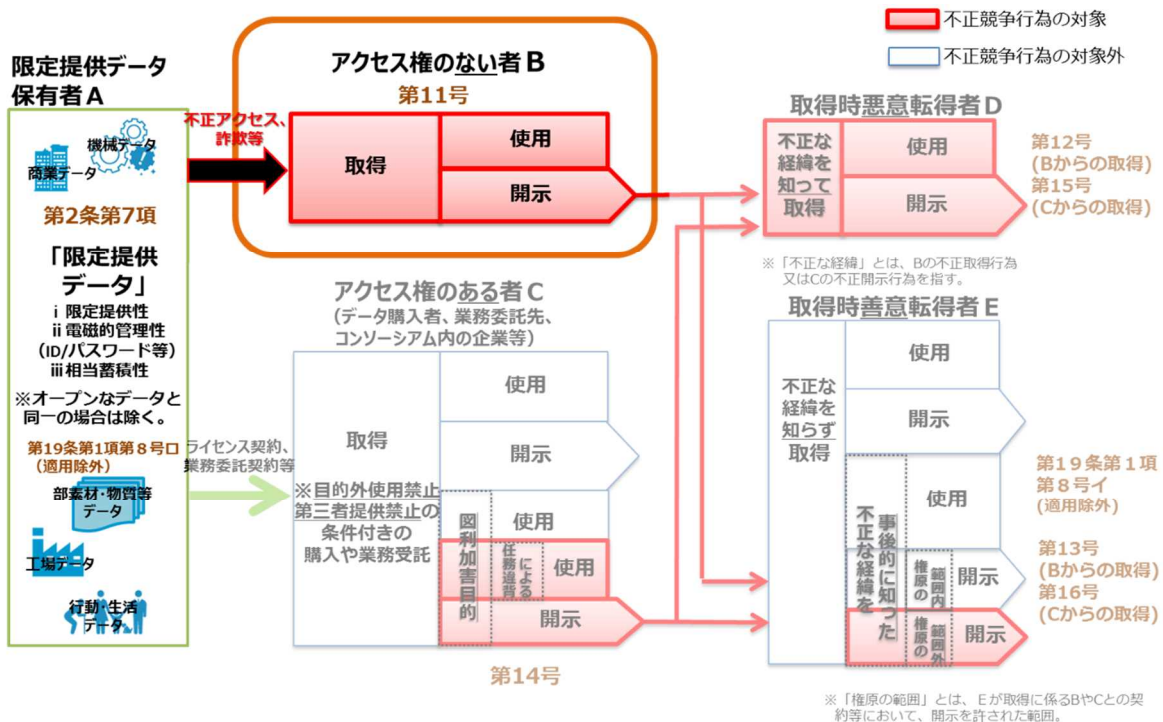 不正競争行為の対象
不正競争行為の対象外
限定提供データ
保有者A
機械データ
商業データ
第2条第7項
「限定提供
データ」
ⅰ 限定提供性
ⅱ 電磁的管理性
(ID/パスワード等)
ⅲ 相当蓄積性
※オープンなデータと
同一の場合は除く。
第19条第1項第8号ロ
(適用除外)
部素材・物質等
データ
工場データ
行動・生活
データ
不正アクセス、
詐欺等
アクセス権のない者B
第11号
取得
使用
開示
ライセンス契約、
業務委託契約等
アクセス権のある者C
(データ購入者、業務委託先、
コンソーシアム内の企業等)
取得
※目的外使用禁止
第三者提供禁止の
条件付きの
購入や業務受託
使用
開示
図利加害目的
使用
任務違背
による
使用
開示
第14号
取得時悪意転得者D
不正な
経緯を
知って
取得
使用
開示
第12号
(Bからの取得)
第15号
(Cからの取得)
※「不正な経緯」とは、Bの不正取得行為
又はCの不正開示行為を指す。
取得時善意転得者E
不正な
経緯を
知らず
取得
使用
開示
事後的に知った
不正な経緯を
使用
権原の
範囲内
開示
権原の
範囲外
開示
第19条第1項
第8号イ
(適用除外)
第13号
(Bからの取得)
第16号
(Cからの取得)
※「権原の範囲」とは、Eが取得に係るBやCとの契
約等において、開示を許された範囲。